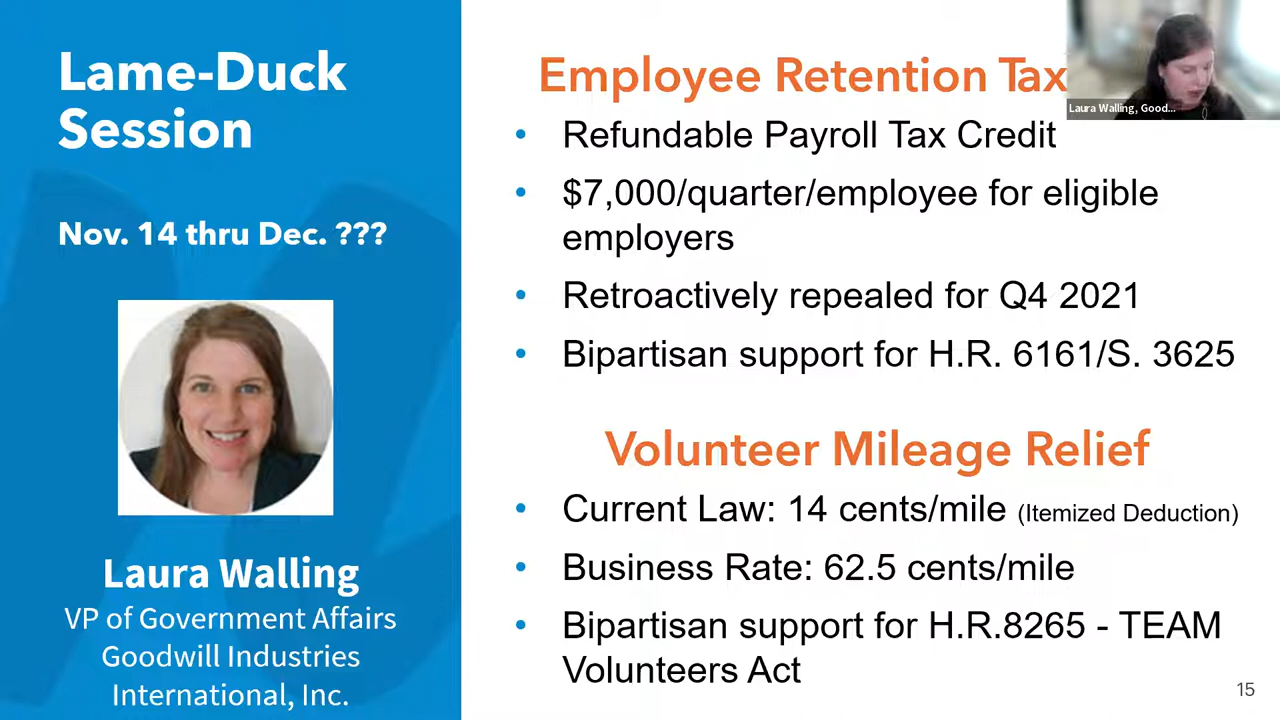 Lame-Duck
Session
Nov. 14 thru Dec. ???
Laura Walling
VP of Government Affairs
Goodwill Industries
International, Inc.
Employee Retention Tax
• Refundable Payroll Tax Credit
• $7,000/quarter/employee for eligible
employers
• Retroactively repealed for Q4 2021
• Bipartisan support for H.R. 6161/S. 3625
Volunteer Mileage Relief
• Current Law: 14 cents/mile (Itemized Deduction)
• Business Rate: 62.5 cents/mile
• Bipartisan support for H.R.8265 - TEAM
Volunteers Act
Laura Walling, Good...
15